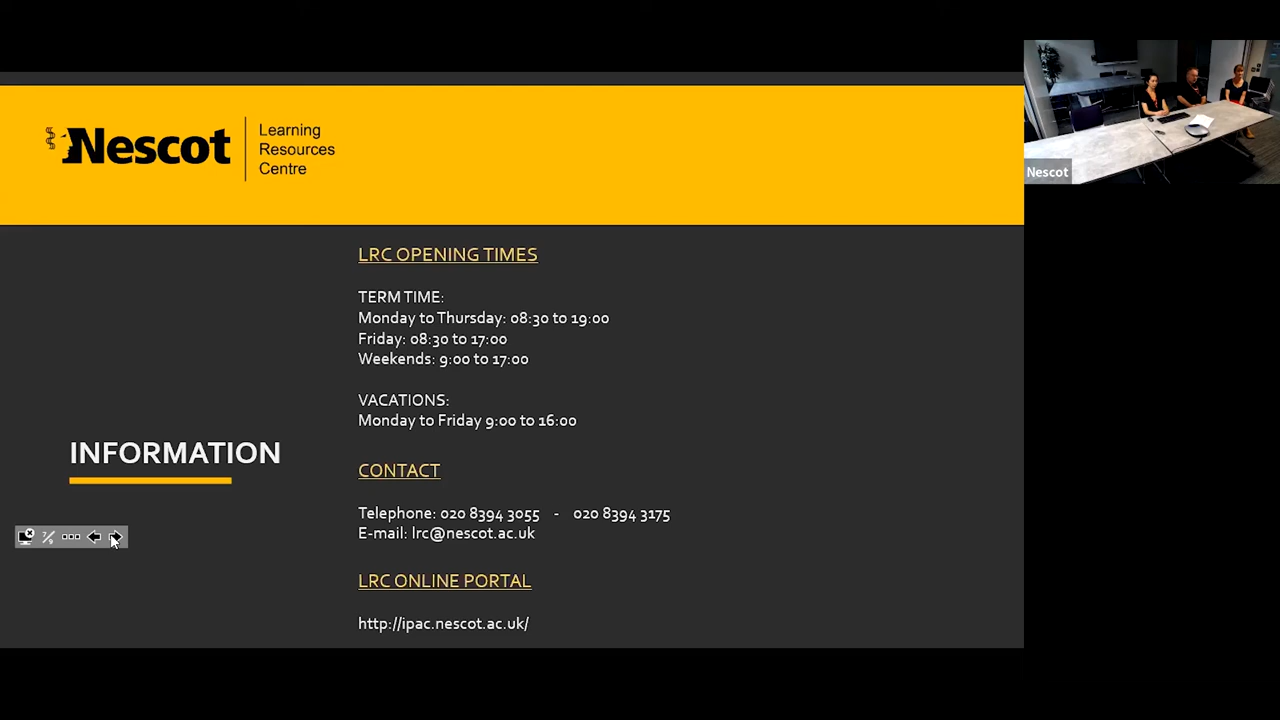 Nescot
Learning
Resources
Centre
Nescot
LRC OPENING TIMES
TERM TIME:
Monday to Thursday: 08:30 to 19:00
Friday: 08:30 to 17:00
Weekends: 9:00 to 17:00
VACATIONS:
Monday to Friday 9:00 to 16:00
INFORMATION
CONTACT
Telephone: 020 8394 3055 - 020 8394 3175
E-mail: lrc@nescot.ac.uk
LRC ONLINE PORTAL
http://ipac.nescot.ac.uk/